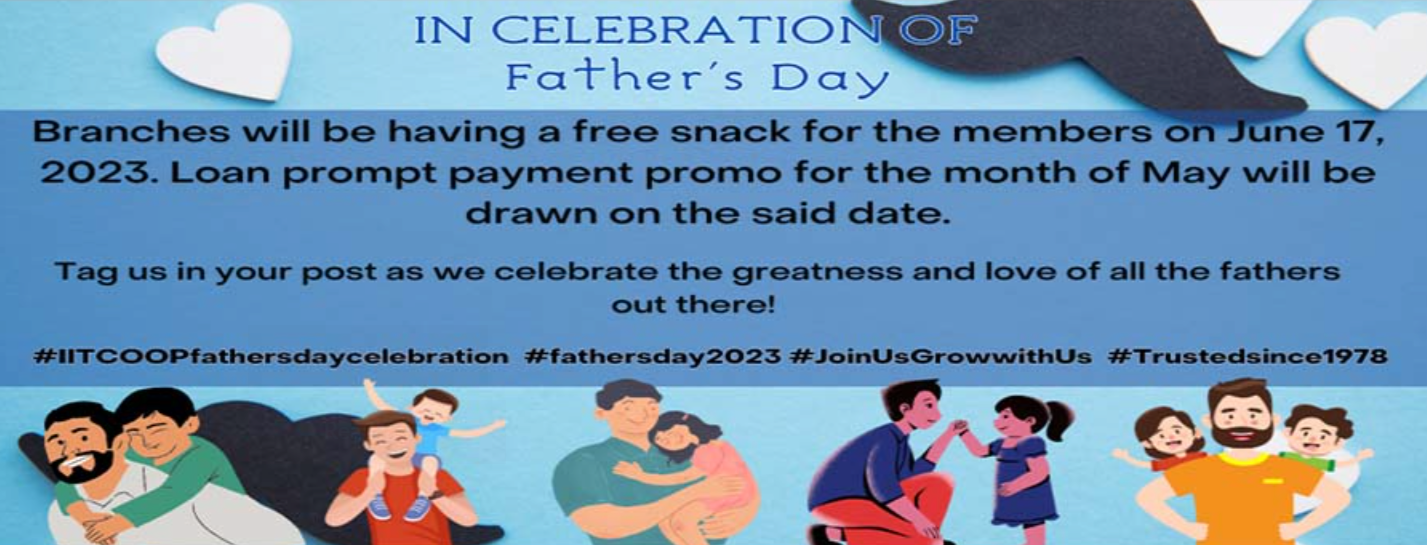 IN CELEBRATION OF
Father's Day
Branches will be having a free snack for the members on June 17,
2023. Loan prompt payment promo for the month of May will be
drawn on the said date.
Tag us in your post as we celebrate the greatness and love of all the fathers
out there!
#IITCOOPfathersdaycelebration #fathersday2023 #JoinUsGrowwithUs #Trustedsince1978